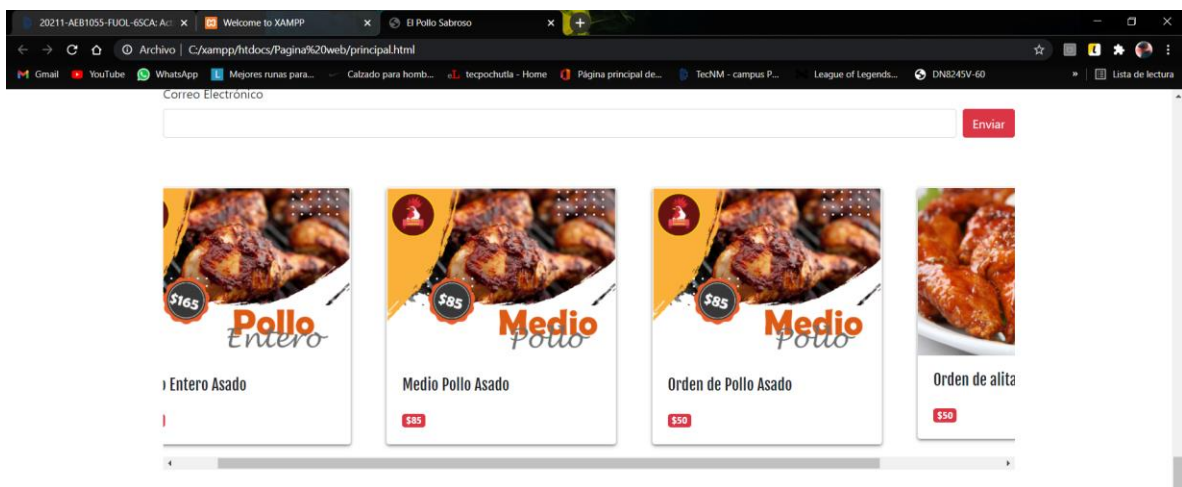 20211-AEB1055-FUOL-6SCA: Act
Welcome to XAMPP
El Pollo Sabroso
Archivo | C:/xampp/htdocs/Pagina%20web/principal.html
Gmail YouTube WhatsApp Mejores runas para... Calzado para homb... tecpochutla - Home Página principal de... TecNM - campus P... League of Legends... DN8245V-60 » Lista de lectura
Correo Electrónico
Enviar
$165
Pollo
Entero
Entero Asado
$85
Medio
Pollo
Medio Pollo Asado
$85
$85
Medio
Pollo
Orden de Pollo Asado
$50
Orden de alita
$50